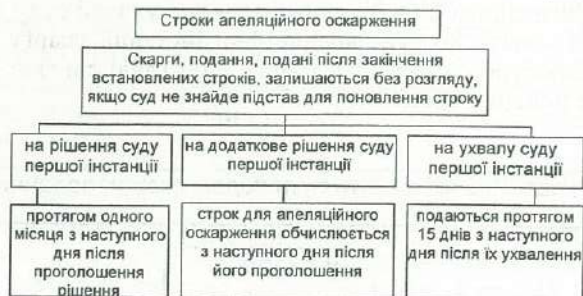 Строки апеляційного оскарження
Скарги, подання, подані після закінчення
встановлених строків, залишаються без розгляду,
якщо суд не знайде підстав для поновлення строку
на рішення суду
першої інстанції
на додаткове рішення суду
першої інстанції
на ухвалу суду
першої інстанції
протягом одного
місяця з наступного
дня після
проголошення
рішення
строк для апеляційного
оскарження обчислюється
з наступного дня після
його проголошення
подаються протягом
15 днів з наступного
дня після їх ухвалення